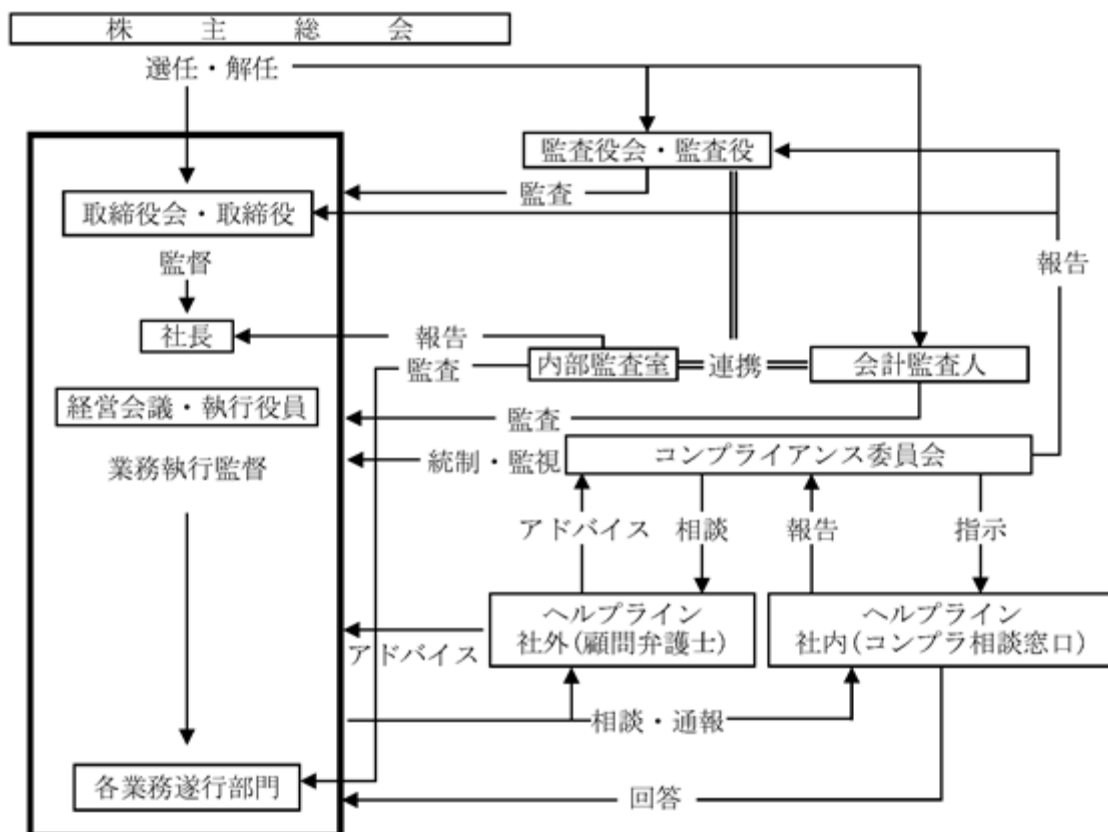 株主総会
選任・解任
監査役会・監査役
監査
取締役会・取締役
監督
報告
社長
報告
監査
内部監査室
連携
会計監査人
経営会議・執行役員
監査
業務執行監督
統制・監視
コンプライアンス委員会
アドバイス
相談
報告
指示
ヘルプライン
社外(顧問弁護士)
ヘルプライン
社内(コンプラ相談窓口)
アドバイス
相談・通報
各業務遂行部門
回答